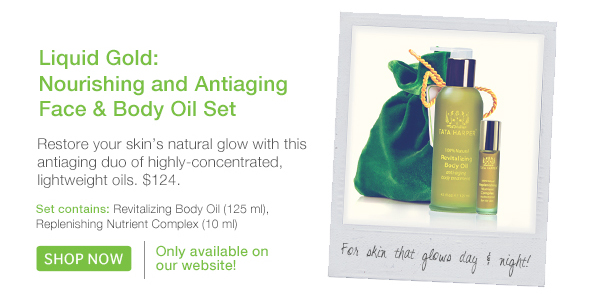 Liquid Gold:
Nourishing and Antiaging
Face & Body Oil Set
Restore your skin's natural glow with this
antiaging duo of highly-concentrated,
lightweight oils. $124.
Set contains: Revitalizing Body Oil (125 ml),
Replenishing Nutrient Complex (10 ml)
SHOP NOW
Only available on
our website!
TATA HARPER
Revitalizing
Body Oil
For skin that glows day & night!